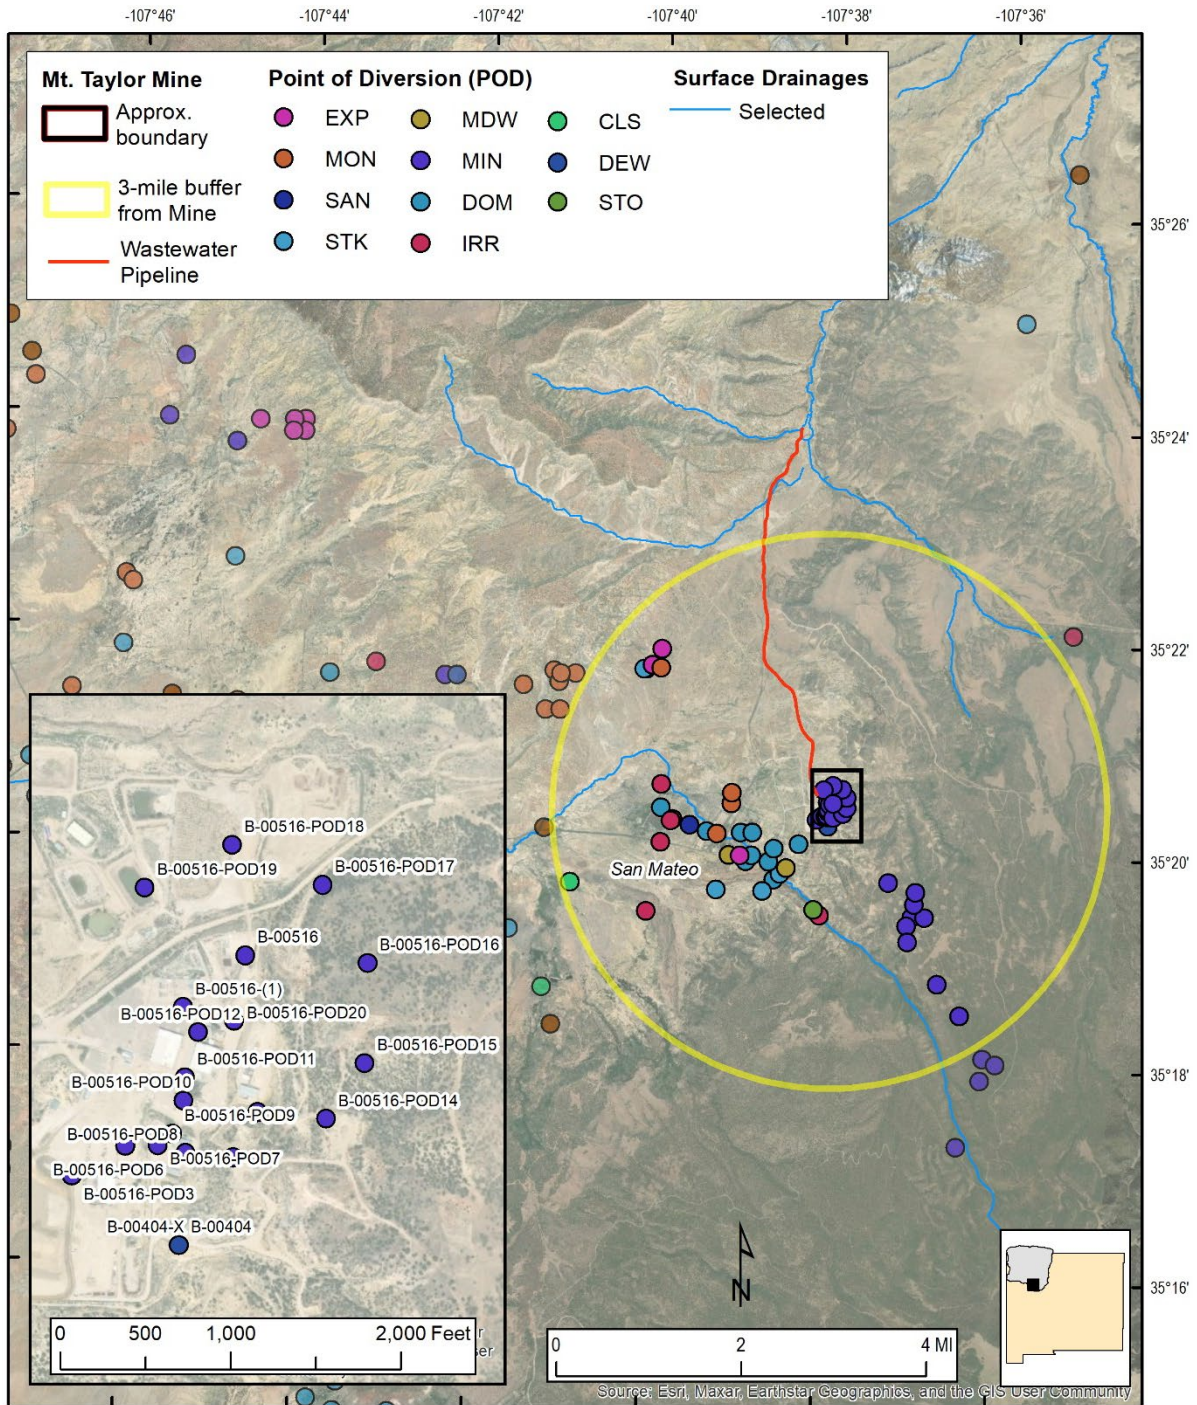 -107°46'
-107°44'
-107°42'
-107°40'
-107°38'
-107°36'
Mt. Taylor Mine
Approx.
boundary
3-mile buffer
from Mine
Wastewater
Pipeline
Point of Diversion (POD)
EXP
MON
SAN
STK
MDW
MIN
DOM
IRR
CLS
DEW
STO
Surface Drainages
Selected
35°26'
35°24'
35°22'
35°20'
35°18'
35°16'
San Mateo
B-00516-POD18
B-00516-POD19
B-00516-POD17
B-00516
B-00516-POD16
B-00516-(1)
B-00516-POD12
B-00516-POD20
B-00516-POD15
B-00516-POD11
B-00516-POD10
B-00516-POD14
B-00516-POD9
B-00516-POD8
B-00516-POD7
B-00516-POD6
B-00516-POD3
B-00404-X
B-00404
0 500 1,000 2,000 Feet
N
0 2 4 MI
Source: Esri, Maxar, Earthstar Geographics, and the GIS User Community